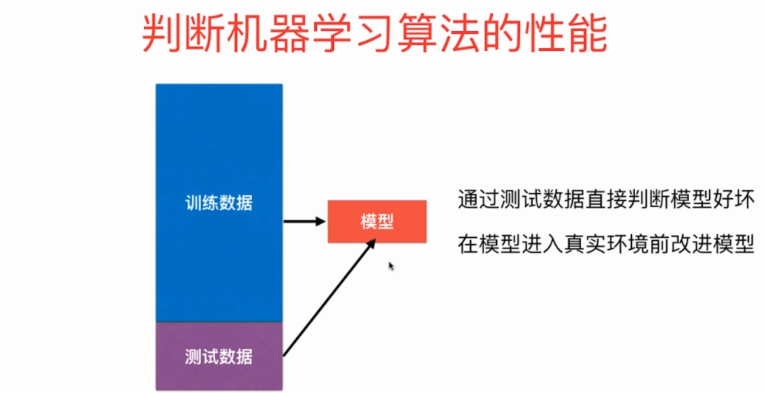 判断机器学习算法的性能
训练数据
模型
通过测试数据直接判断模型好坏
在模型进入真实环境前改进模型
测试数据